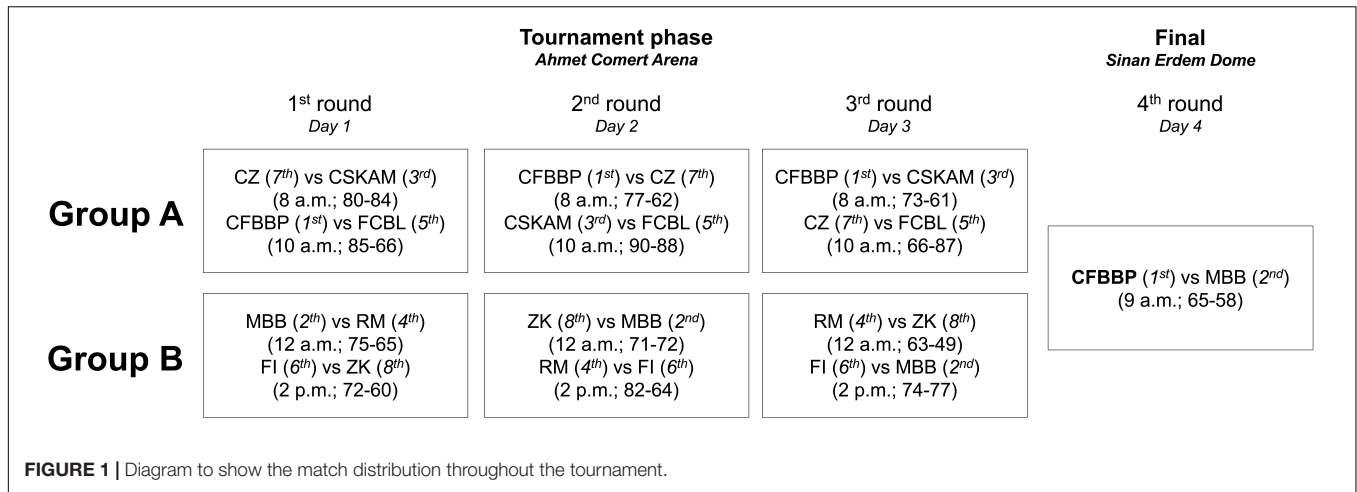 Tournament phase
Ahmet Comert Arena
Final
Sinan Erdem Dome
1st round
Day 1
2nd round
Day 2
3rd round
Day 3
4th round
Day 4
Group A
CZ (7th) vs CSKAM (3rd)
(8 a.m.; 80-84)
CFBBP (1st) vs FCBL (5th)
(10 a.m.; 85-66)
CFBBP (1st) vs CZ (7th)
(8 a.m.; 77-62)
CSKAM (3rd) vs FCBL (5th)
(10 a.m.; 90-88)
CFBBP (1st) vs CSKAM (3rd)
(8 a.m.; 73-61)
CZ (7th) vs FCBL (5th)
(10 a.m.; 66-87)
Group B
MBB (2th) vs RM (4th)
(12 a.m.; 75-65)
FI (6th) vs ZK (8th)
(2 p.m.; 72-60)
ZK (8th) vs MBB (2nd)
(12 a.m.; 71-72)
RM (4th) vs FI (6th)
(2 p.m.; 82-64)
RM (4th) vs ZK (8th)
(12 a.m.; 63-49)
FI (6th) vs MBB (2nd)
(2 p.m.; 74-77)
CFBBP (1st) vs MBB (2nd)
(9 a.m.; 65-58)
FIGURE 1 | Diagram to show the match distribution throughout the tournament.